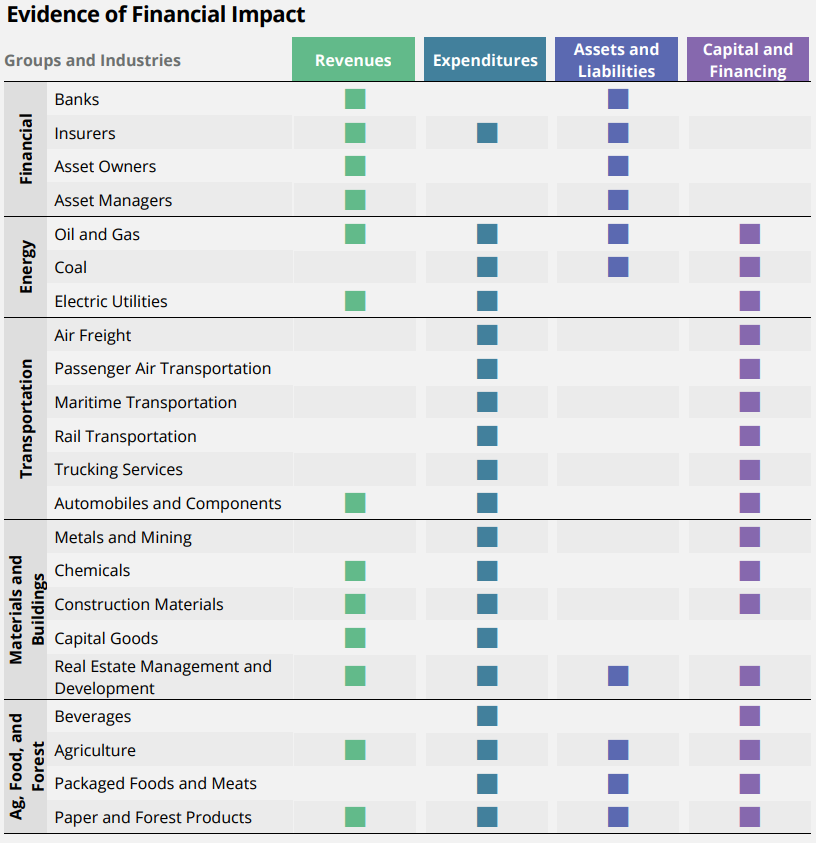 Evidence of Financial Impact
Groups and Industries
Revenues
Expenditures
Assets and
Liabilities
Capital and
Financing
Financial
Banks
Insurers
Asset Owners
Asset Managers
Energy
Oil and Gas
Coal
Electric Utilities
Transportation
Air Freight
Passenger Air Transportation
Maritime Transportation
Rail Transportation
Trucking Services
Automobiles and Components
Materials and
Buildings
Metals and Mining
Chemicals
Construction Materials
Capital Goods
Real Estate Management and
Development
Ag, Food, and
Forest
Beverages
Agriculture
Packaged Foods and Meats
Paper and Forest Products